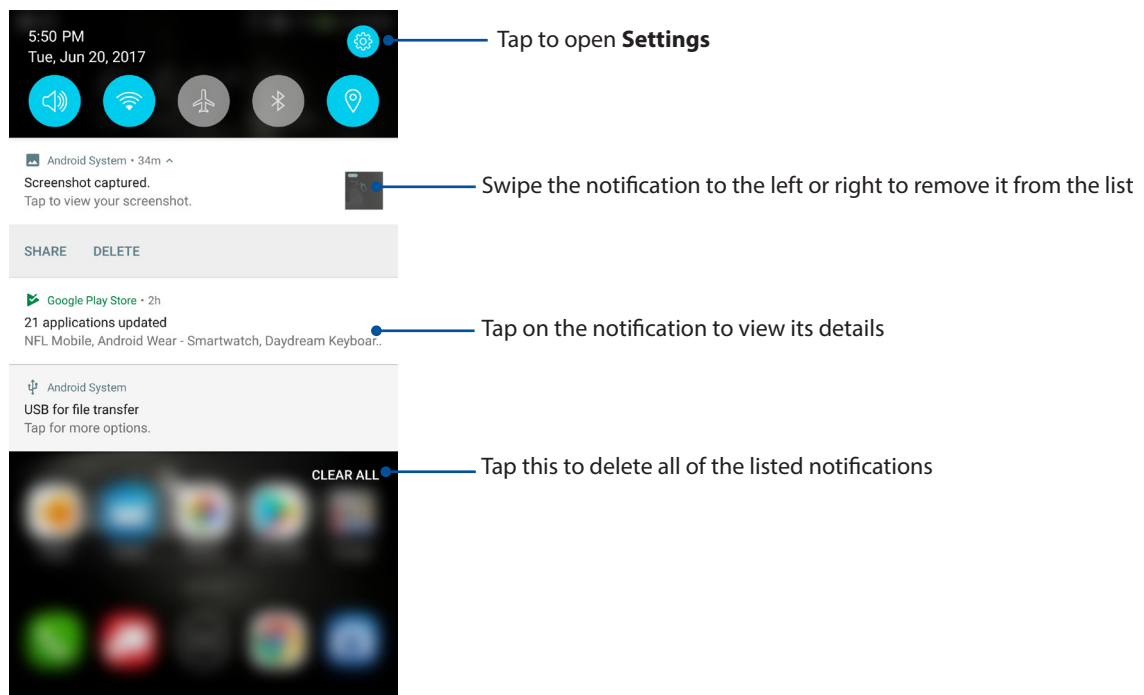 5:50 PM
Tue, Jun 20, 2017
Tap to open Settings
Android System • 34m
Screenshot captured.
Tap to view your screenshot.
Swipe the notification to the left or right to remove it from the list
SHARE DELETE
Google Play Store • 2h
21 applications updated
NFL Mobile, Android Wear - Smartwatch, Daydream Keyboar..
Tap on the notification to view its details
Android System
USB for file transfer
Tap for more options.
CLEAR ALL
Tap this to delete all of the listed notifications